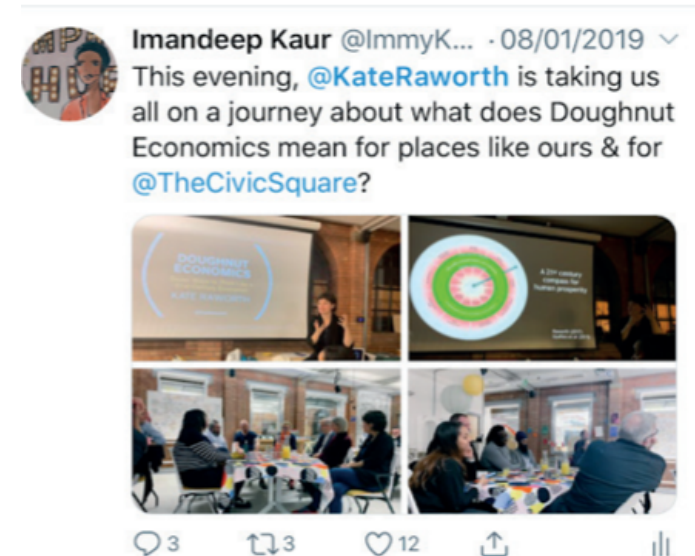 Imandeep Kaur @ImmyK... · 08/01/2019
This evening, @KateRaworth is taking us
all on a journey about what does Doughnut
Economics mean for places like ours & for
@TheCivicSquare?
DOUGHNUT
ECONOMICS
KATE RAWORTH
A 21st century
compass for
human prosperity
3 3 12